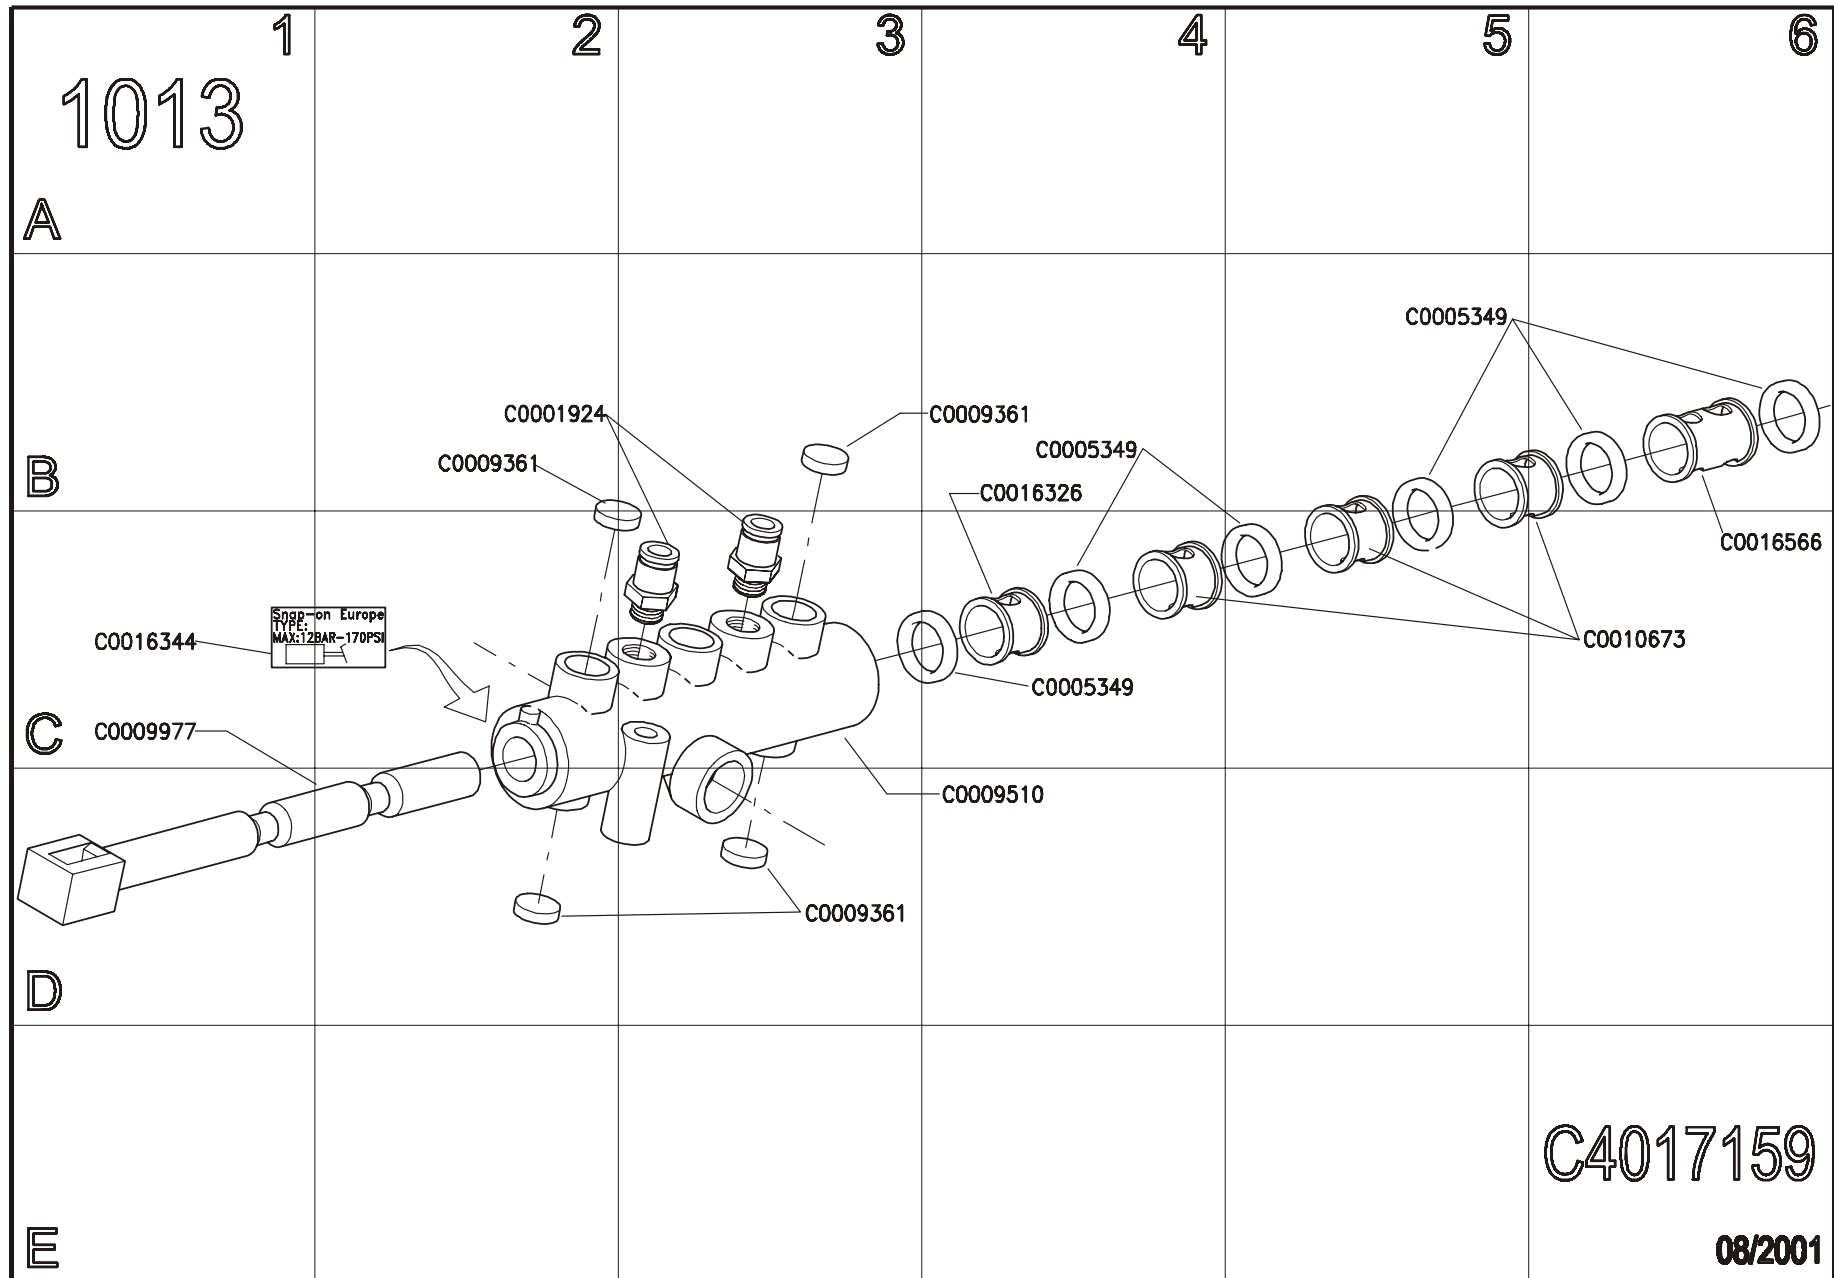 1 2 3 4 5 6
1013
A
C0005349
C0001924
C0009361
C0009361
C0005349
B
C0016326
C0016566
Snap-on Europe
TYPE:
MAX:12BAR-170PSI
C0016344
C0010673
C0005349
C
C0009977
C0009510
C0009361
D
C4017159
E
08/2001